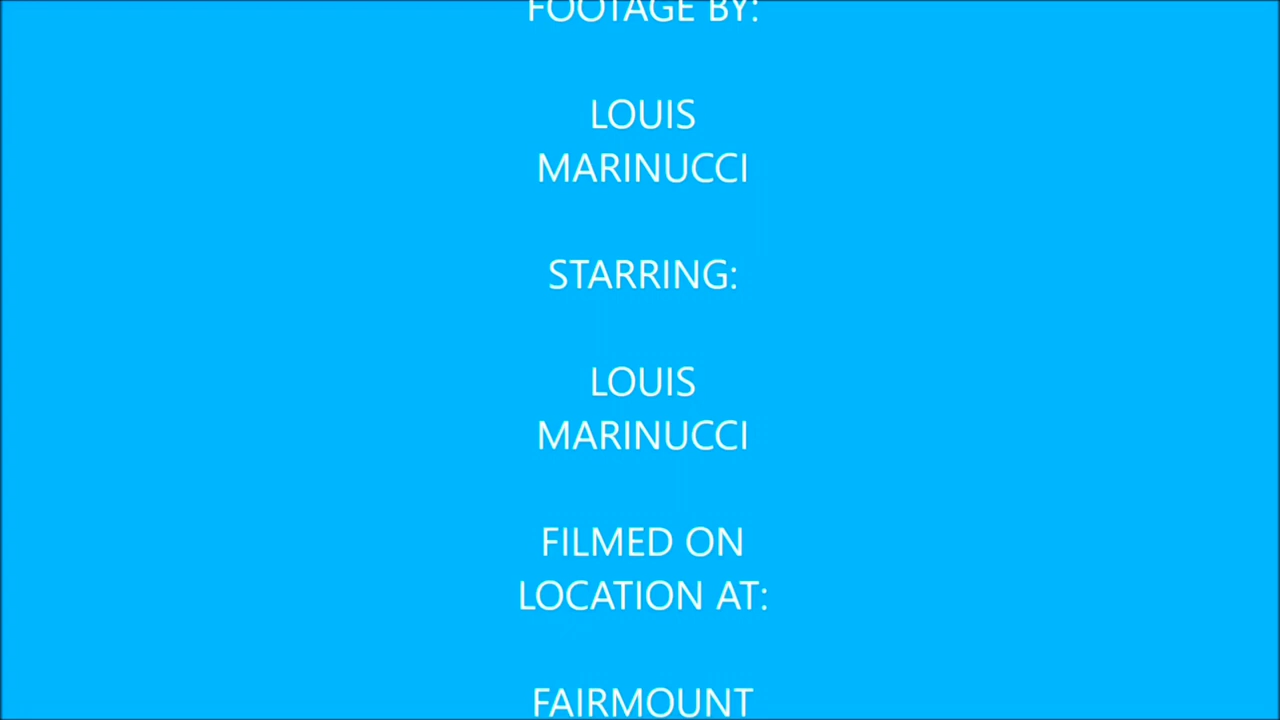 FOOTAGE BY:
LOUIS
MARINUCCI
STARRING:
LOUIS
MARINUCCI
FILMED ON
LOCATION AT:
FAIRMOUNT